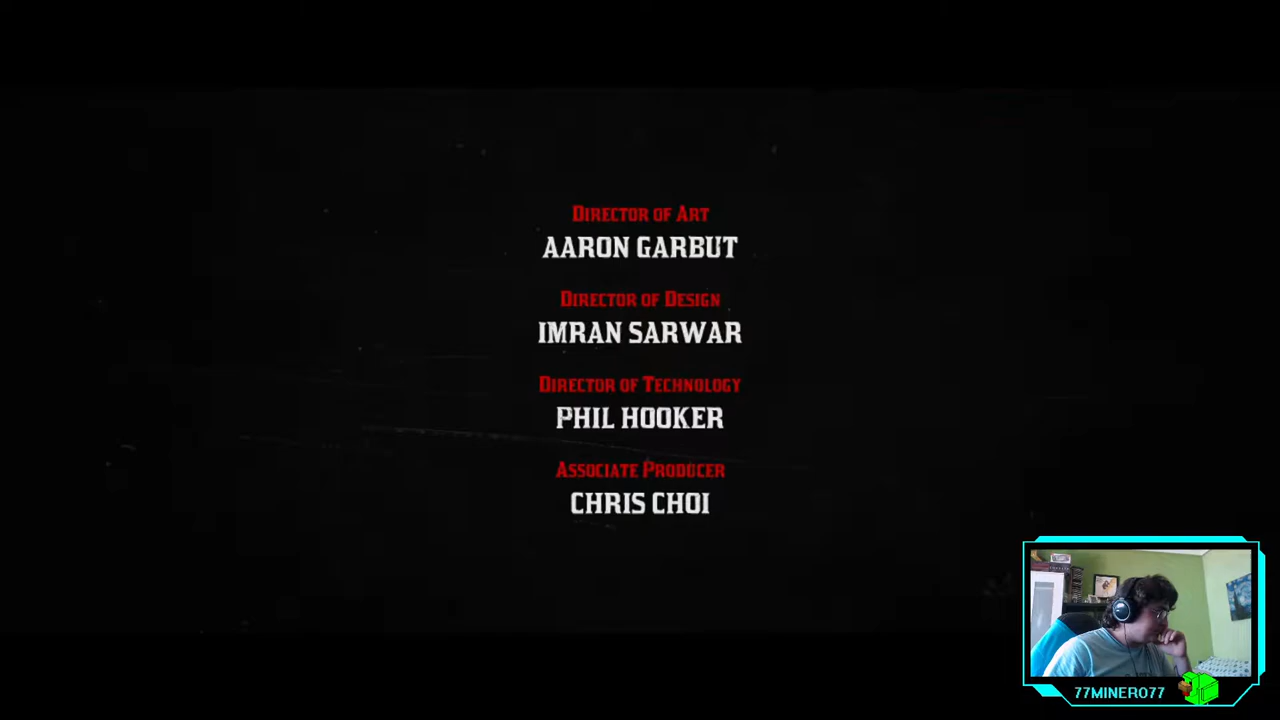 Director of Art
AARON GARBUT
Director of Design
IMRAN SARWAR
Director of Technology
PHIL HOOKER
Associate Producer
CHRIS CHOI
77MINERO77